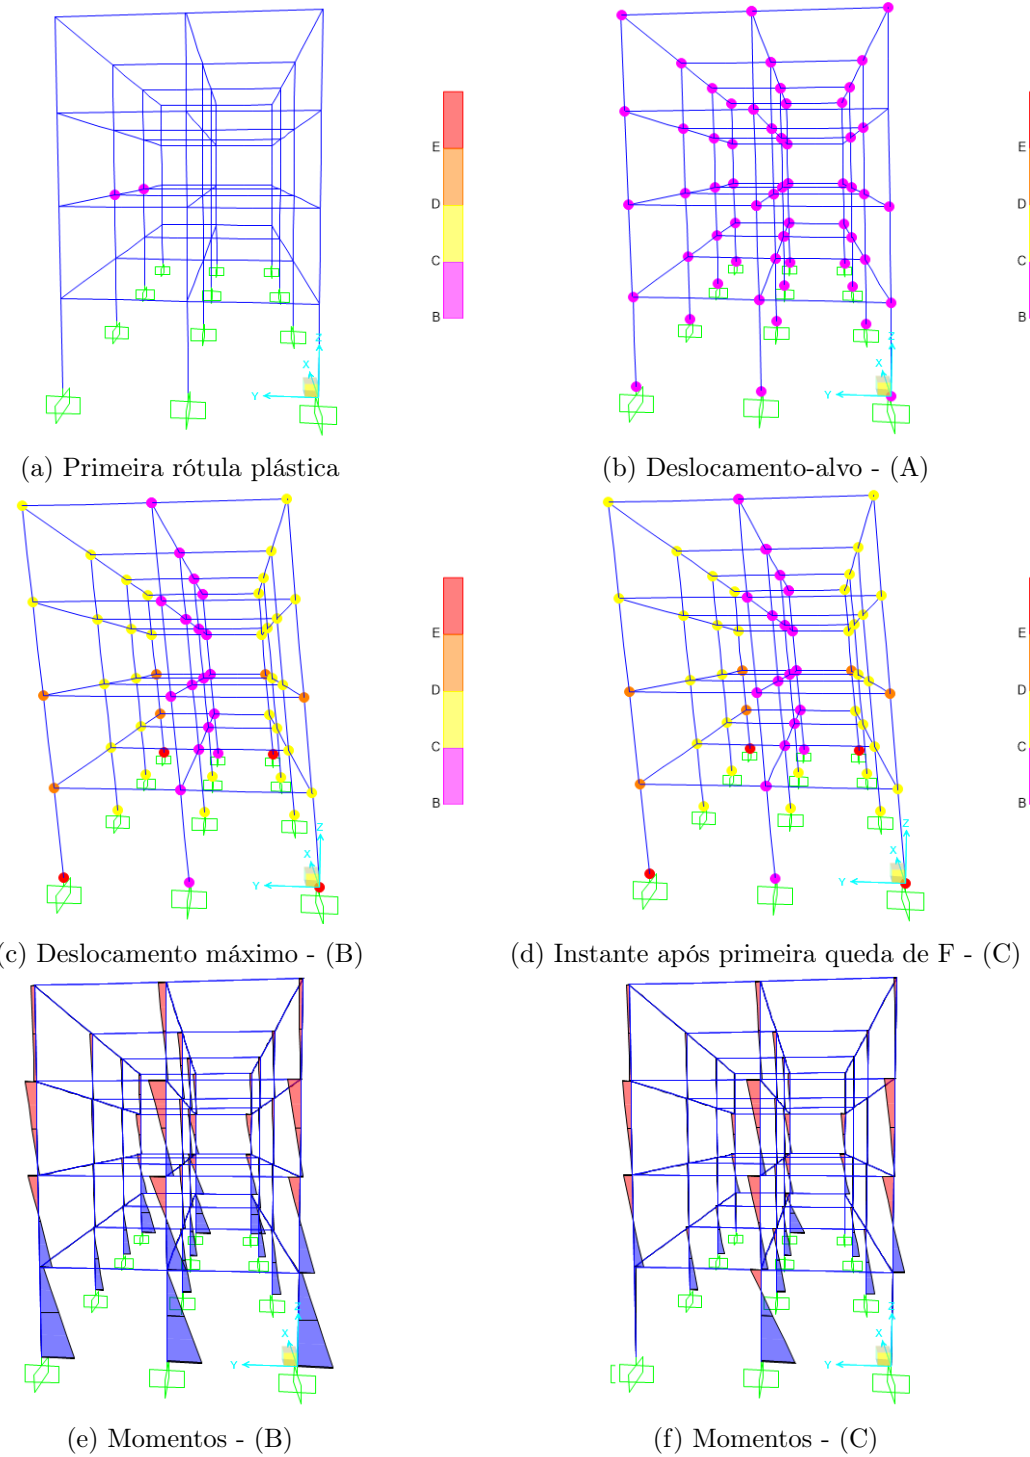 E
E
D
D
C
C
B
B
Z
X
Y
Z
X
Y
(a) Primeira rótula plástica
(b) Deslocamento-alvo - (A)
E
E
D
D
C
C
B
B
Z
X
Y
Z
X
Y
(c) Deslocamento máximo - (B)
(d) Instante após primeira queda de F - (C)
Z
X
Y
Z
X
Y
(e) Momentos - (B)
(f) Momentos - (C)